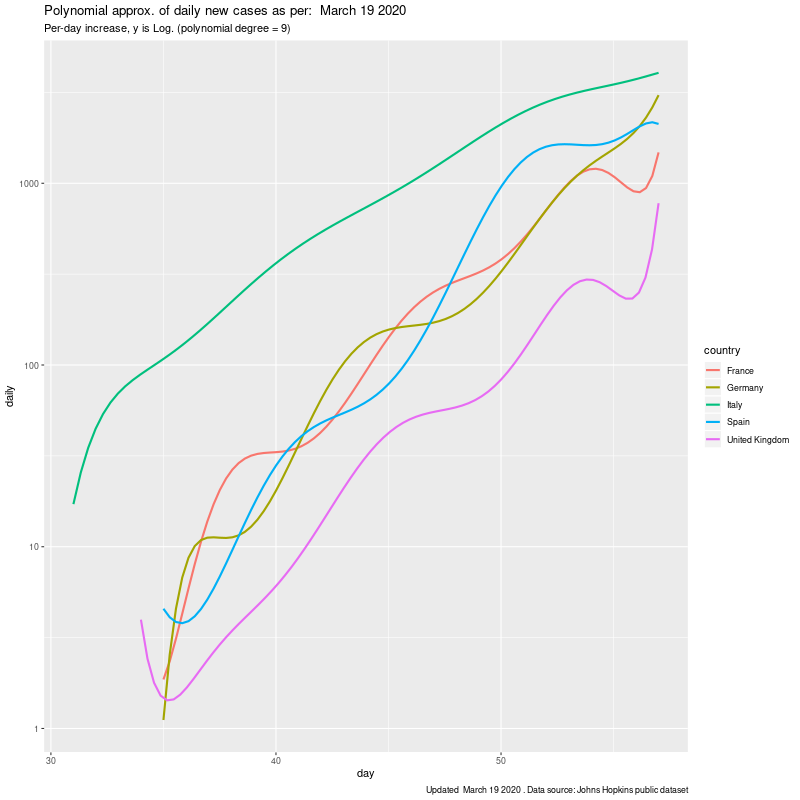 Polynomial approx. of daily new cases as per:  March 19 2020
Per-day increase, y is Log. (polynomial degree = 9)
daily
1000
100
10
1
30
40
50
day
country
France
Germany
Italy
Spain
United Kingdom
Updated  March 19 2020 . Data source: Johns Hopkins public dataset